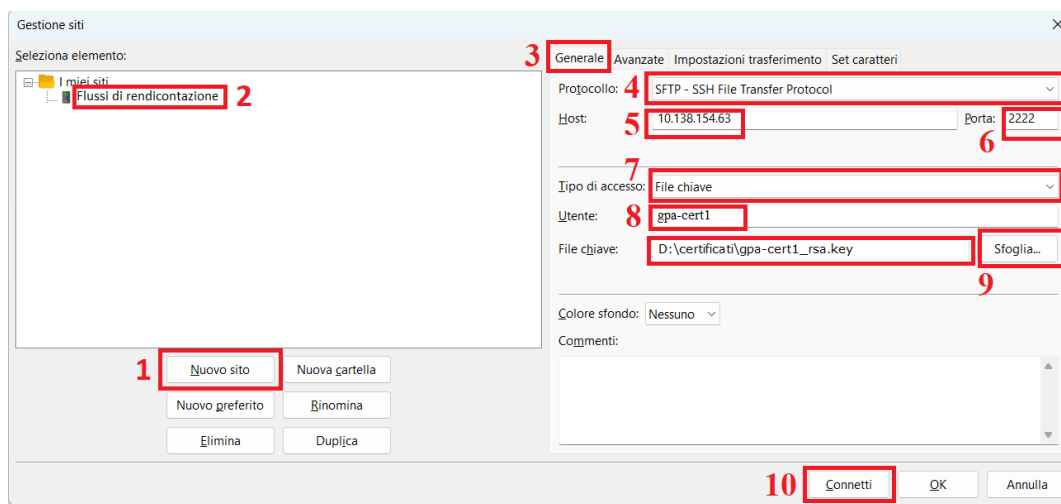 Gestione siti
Seleziona elemento:
I miei siti
Flussi di rendicontazione 2
1 Nuovo sito Nuova cartella
Nuovo preferito Rinomina
Elimina Duplica
3 Generale Avanzate Impostazioni trasferimento Set caratteri
Protocollo: 4 SFTP - SSH File Transfer Protocol
Host: 5 10.138.154.63 Porta: 2222
6
7
Tipo di accesso: File chiave
Utente: 8 gpa-cert1
File chiave: D:\certificati\gpa-cert1_rsa.key Sfoglia...
9
Colore sfondo: Nessuno
Commenti:
10 Connetti OK Annulla